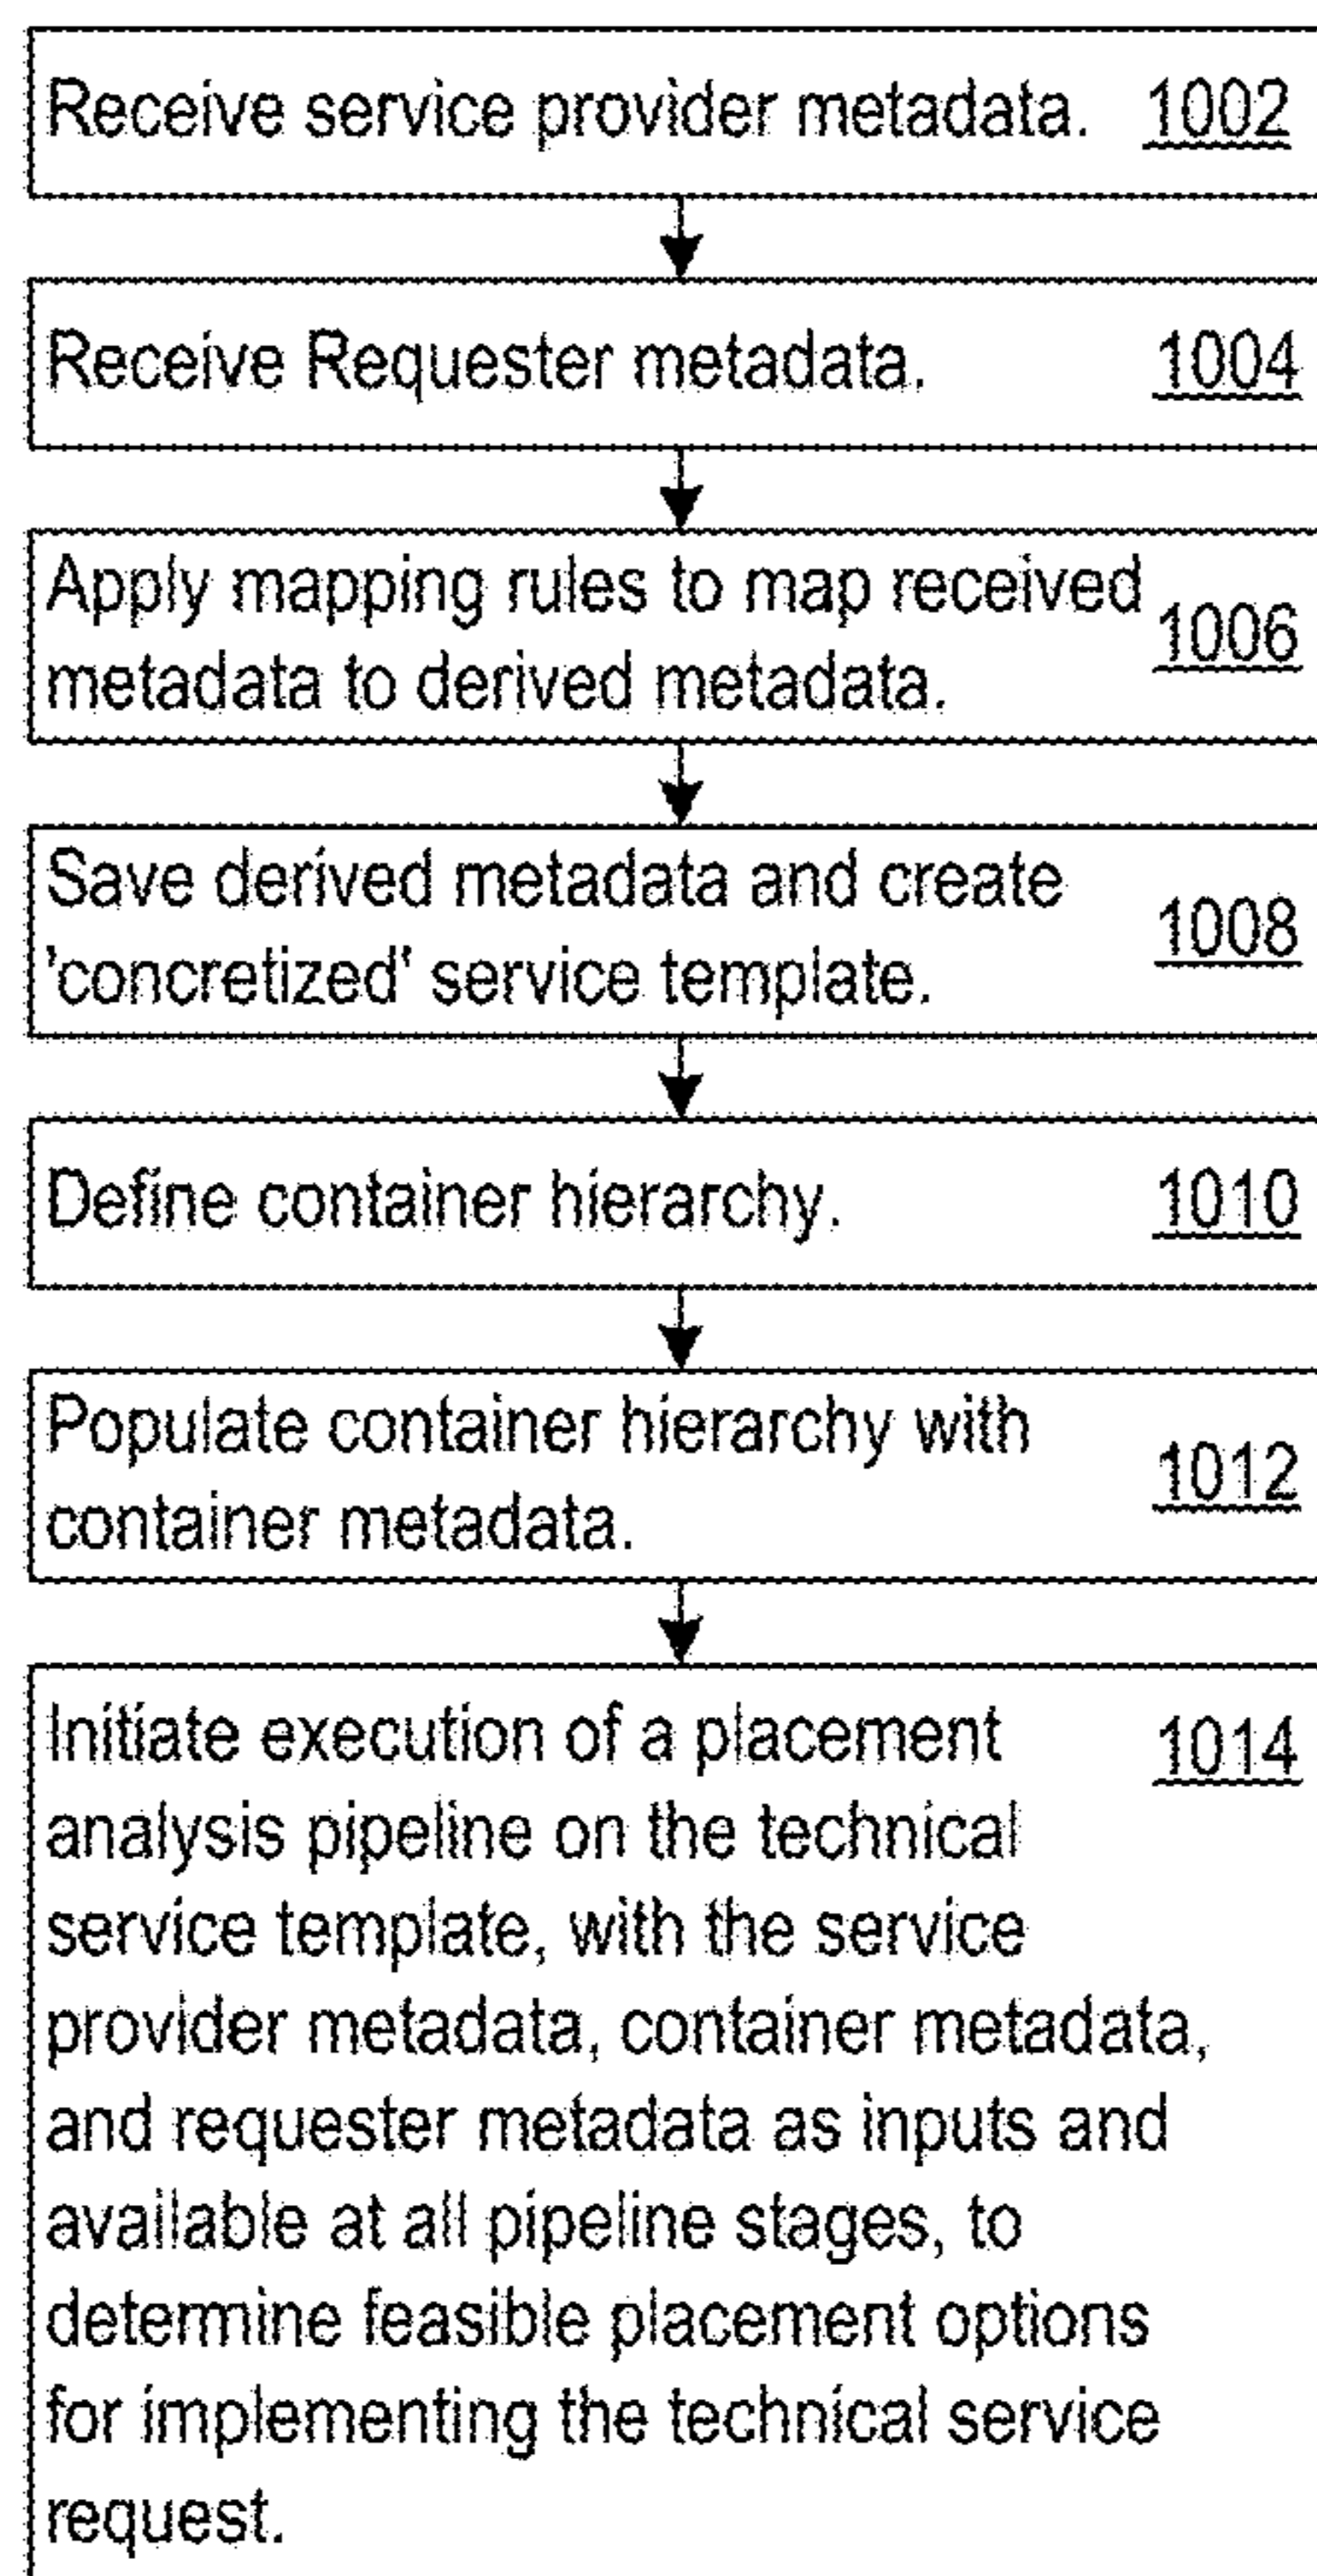 Receive service provider metadata. 1002
Receive Requester metadata. 1004
Apply mapping rules to map received
metadata to derived metadata. 1006
Save derived metadata and create
'concretized' service template. 1008
Define container hierarchy. 1010
Populate container hierarchy with
container metadata. 1012
Initiate execution of a placement 1014
analysis pipeline on the technical
service template, with the service
provider metadata, container metadata,
and requester metadata as inputs and
available at all pipeline stages, to
determine feasible placement options
for implementing the technical service
request.